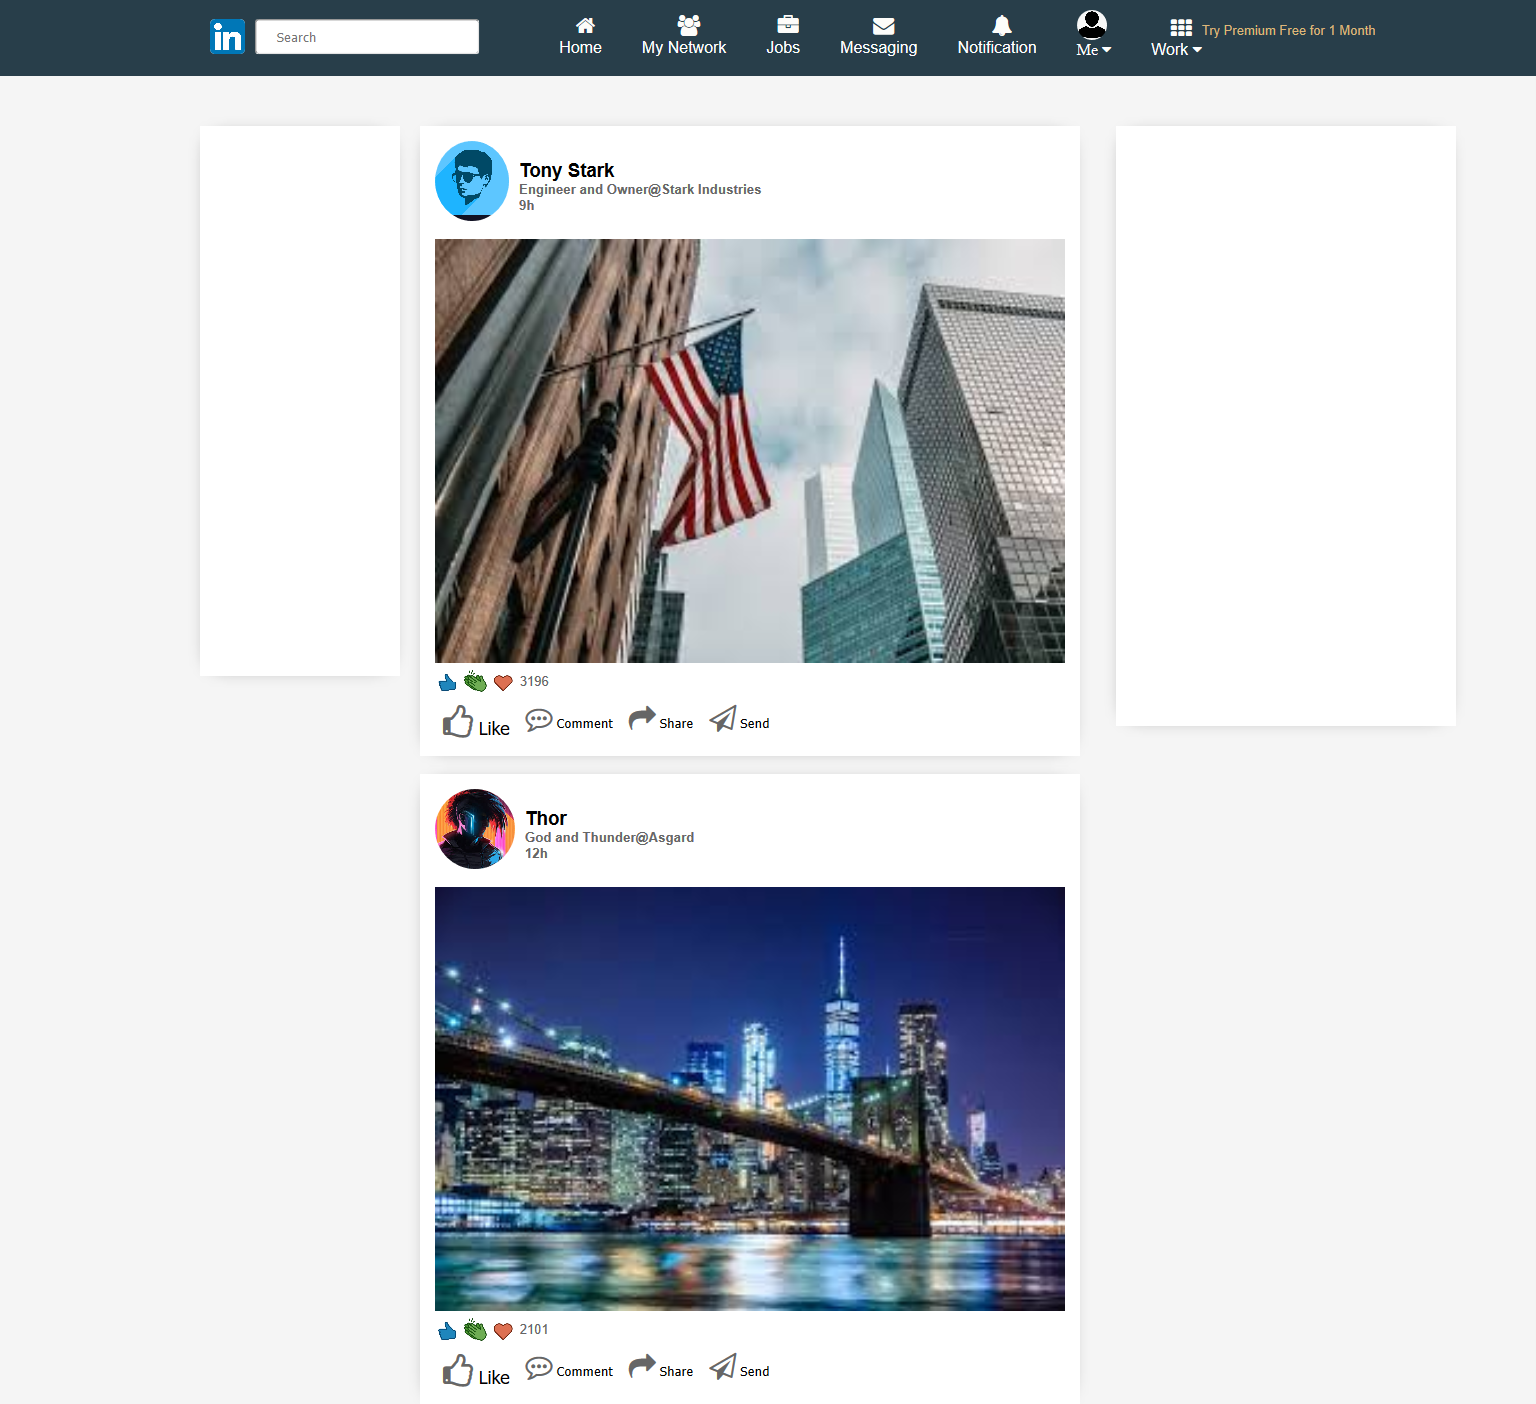 in
Search
Home
My Network
Jobs
Messaging
Notification
Me
Work
Try Premium Free for 1 Month
Tony Stark
Engineer and Owner@Stark Industries
9h
3196
Like
Comment
Share
Send
Thor
God and Thunder@Asgard
12h
2101
Like
Comment
Share
Send